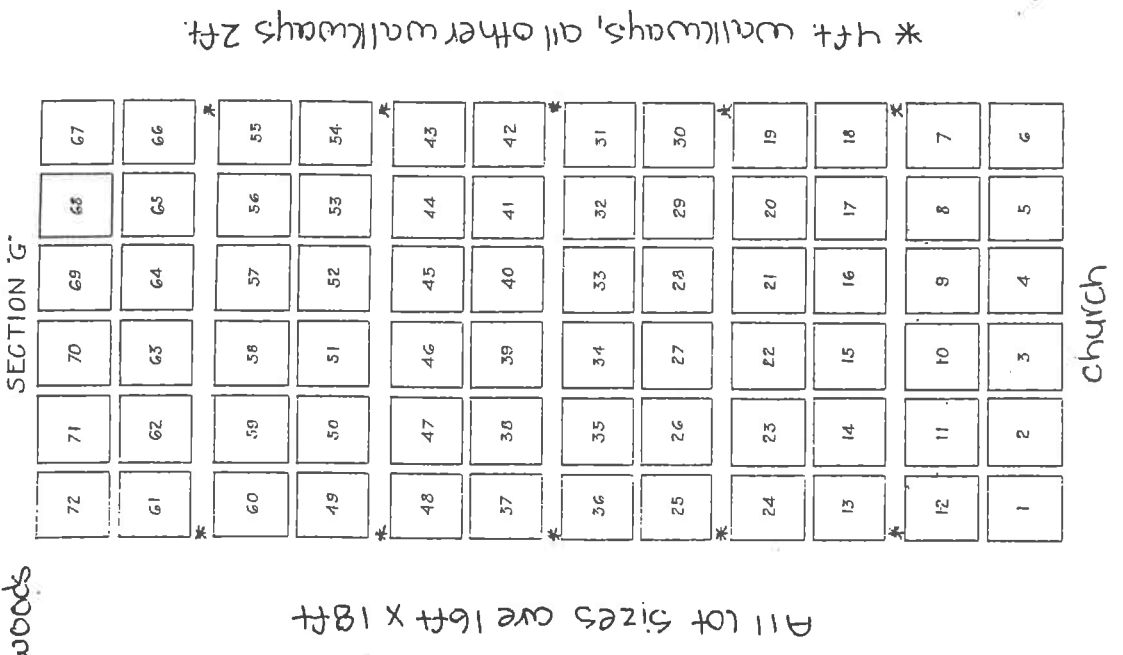 * 4ft. walkways, all other walkways 2ft.
SECTION "G"
67 66 * 55 54 * 43 42 * 31 30 * 19 18 * 7 6
68 65 56 53 44 41 32 29 20 17 8 5
69 64 57 52 45 40 33 28 21 16 9 4
70 63 58 51 46 39 34 27 22 15 10 3
71 62 59 50 47 38 35 26 23 14 11 2
72 61 * 60 49 * 48 37 * 36 25 * 24 13 * 12 1
church
woods
All lot sizes are 16ft x 18ft